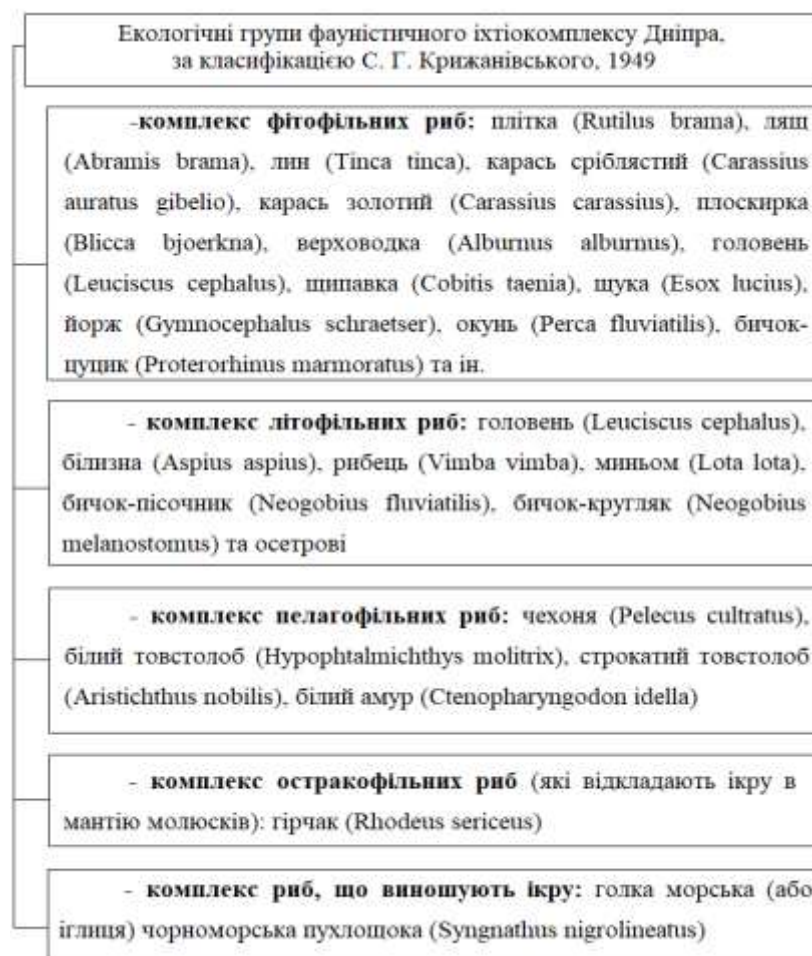 Екологічні групи фауністичного іхтіокомплексу Дніпра,
за класифікацією С. Г. Крижанівського, 1949
-комплекс фітофільних риб: плітка (Rutilus brama), лящ
(Abramis brama), лин (Tinca tinca), карась сріблястий (Carassius
auratus gibelio), карась золотий (Carassius carassius), плоскирка
(Blicca bjoerkna), верховодка (Alburnus alburnus), головень
(Leuciscus cephalus), щипавка (Cobitis taenia), щука (Esox lucius),
йорж (Gymnocephalus schraetser), окунь (Perca fluviatilis), бичок-
цуцик (Proterorhinus marmoratus) та ін.
- комплекс літофільних риб: головень (Leuciscus cephalus),
білизна (Aspius aspius), рибець (Vimba vimba), миньом (Lota lota),
бичок-пісочник (Neogobius fluviatilis), бичок-кругляк (Neogobius
melanostomus) та осетрові
- комплекс пелагофільних риб: чехоня (Pelecus cultratus),
білий товстолоб (Hypophtalmichthys molitrix), строкатий товстолоб
(Aristichthus nobilis), білий амур (Ctenopharyngodon idella)
- комплекс остракофільних риб (які відкладають ікру в
мантію молюсків): гірчак (Rhodeus sericeus)
- комплекс риб, що виношують ікру: голка морська (або
іглиця) чорноморська пухлощока (Syngnathus nigrolineatus)